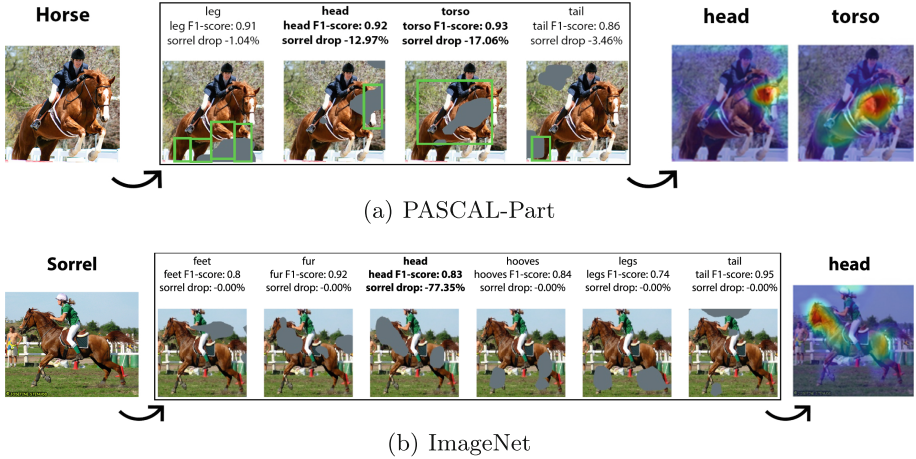 Horse
leg
leg F1-score: 0.91
sorrel drop -1.04%
head
head F1-score: 0.92
sorrel drop -12.97%
torso
torso F1-score: 0.93
sorrel drop -17.06%
tail
tail F1-score: 0.86
sorrel drop -3.46%
head
torso
(a) PASCAL-Part
Sorrel
feet
feet F1-score: 0.8
sorrel drop: -0.00%
fur
fur F1-score: 0.92
sorrel drop: -0.00%
head
head F1-score: 0.83
sorrel drop: -77.35%
hooves
hooves F1-score: 0.84
sorrel drop: -0.00%
legs
legs F1-score: 0.74
sorrel drop: -0.00%
tail
tail F1-score: 0.95
sorrel drop: -0.00%
head
(b) ImageNet